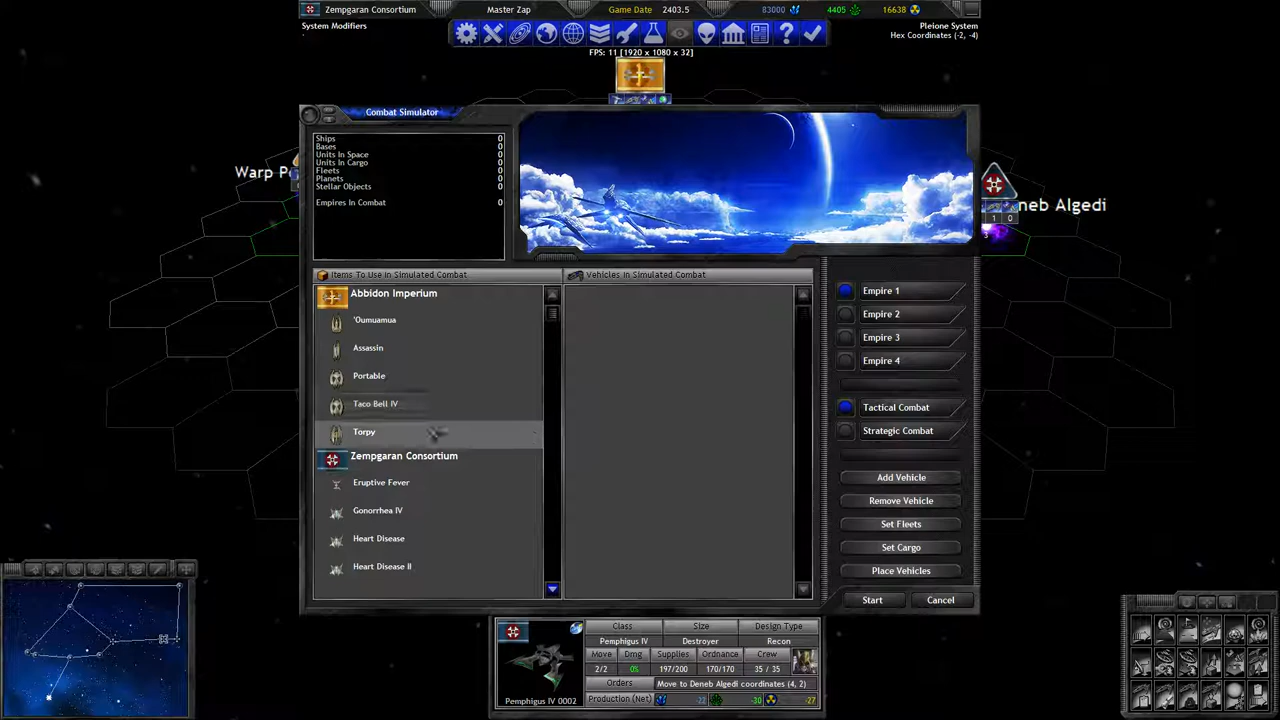 Zempgaran Consortium Master Zap Game Date 2403.5 83000 4405 16638
System Modifiers
Pleione System
Hex Coordinates (-2, -4)
FPS: 11 [1920 x 1080 x 32]
Combat Simulator
Ships 0
Bases 0
Units In Space 0
Units In Cargo 0
Fleets 0
Planets 0
Stellar Objects 0
Empires In Combat 0
Warp
neb Algedi
1 0
Items To Use In Simulated Combat
Vehicles In Simulated Combat
Abbidon Imperium
'Oumuamua
Assassin
Portable
Taco Bell IV
Torpy
Zempgaran Consortium
Eruptive Fever
Gonorrhea IV
Heart Disease
Heart Disease II
Empire 1
Empire 2
Empire 3
Empire 4
Tactical Combat
Strategic Combat
Add Vehicle
Remove Vehicle
Set Fleets
Set Cargo
Place Vehicles
Start Cancel
Class Size Design Type
Pemphigus IV Destroyer Recon
Move Dmg Supplies Ordnance Crew
2/2 0% 197/200 170/170 35 / 35
Orders Move to Deneb Algedi coordinates (4, 2)
Pemphigus IV 0002 Production (Net) -30 -27